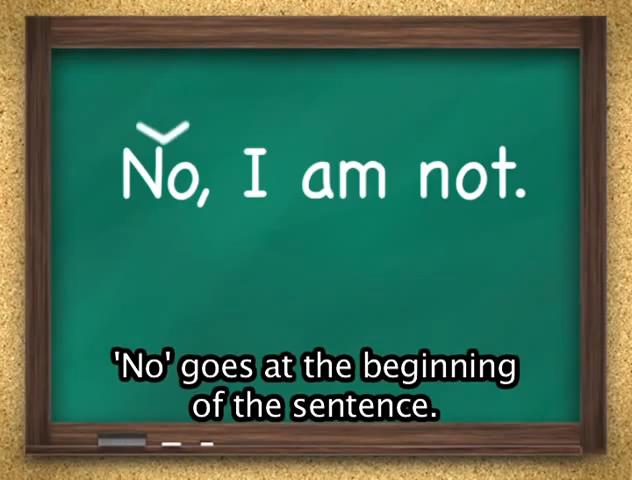 No, I am not.
'No' goes at the beginning
of the sentence.